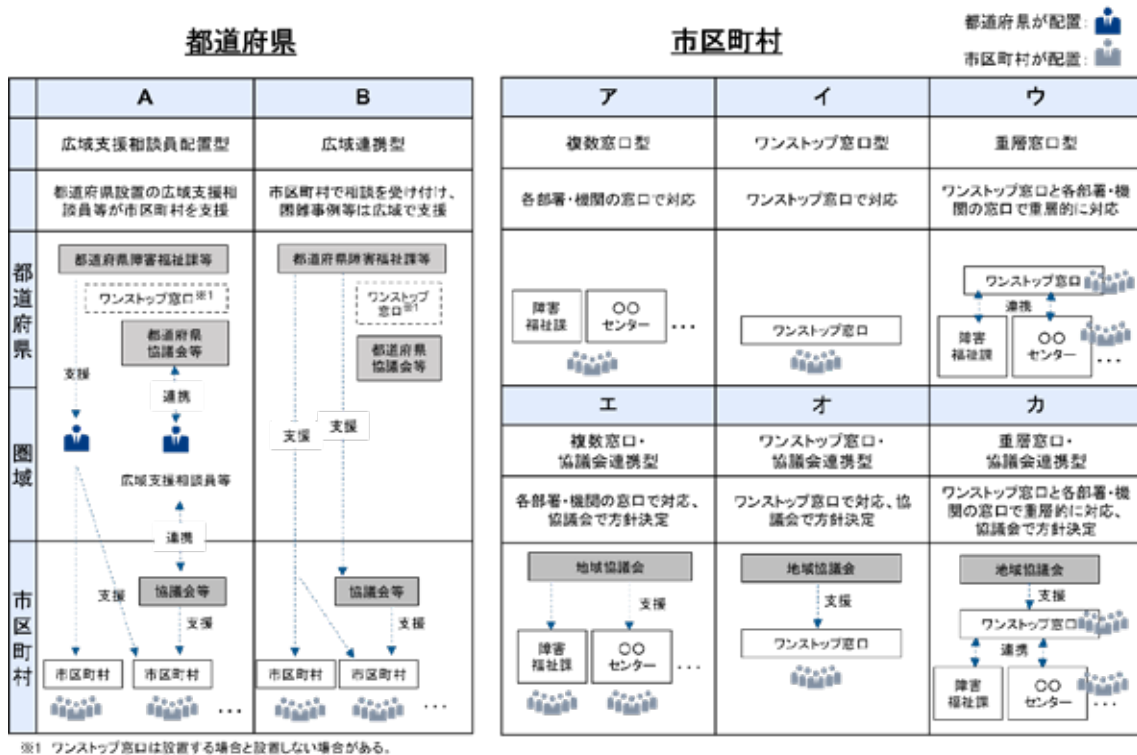 都道府県
市区町村
都道府県が配置:
市区町村が配置:
A
B
広域支援相談員配置型
広域連携型
都道府県設置の広域支援相
談員等が市区町村を支援
市区町村で相談を受け付け、
困難事例等は広域で支援
都道府県
圏域
市区町村
都道府県障害福祉課等
ワンストップ窓口※1
都道府県
協議会等
支援
連携
広域支援相談員等
連携
支援
協議会等
支援
市区町村
市区町村
…
都道府県障害福祉課等
ワンストップ
窓口※1
都道府県
協議会等
支援
支援
協議会等
支援
市区町村
市区町村
…
ア
イ
ウ
複数窓口型
ワンストップ窓口型
重層窓口型
各部署・機関の窓口で対応
ワンストップ窓口で対応
ワンストップ窓口と各部署・機
関の窓口で重層的に対応
障害
福祉課
〇〇
センター
…
ワンストップ窓口
ワンストップ窓口
連携
障害
福祉課
〇〇
センター
…
エ
オ
カ
複数窓口・
協議会連携型
ワンストップ窓口・
協議会連携型
重層窓口・
協議会連携型
各部署・機関の窓口で対応、
協議会で方針決定
ワンストップ窓口で対応、協
議会で方針決定
ワンストップ窓口と各部署・機
関の窓口で重層的に対応、
協議会で方針決定
地域協議会
支援
障害
福祉課
〇〇
センター
…
地域協議会
支援
ワンストップ窓口
地域協議会
支援
ワンストップ窓口
連携
障害
福祉課
〇〇
センター
…
※1 ワンストップ窓口は設置する場合と設置しない場合がある。